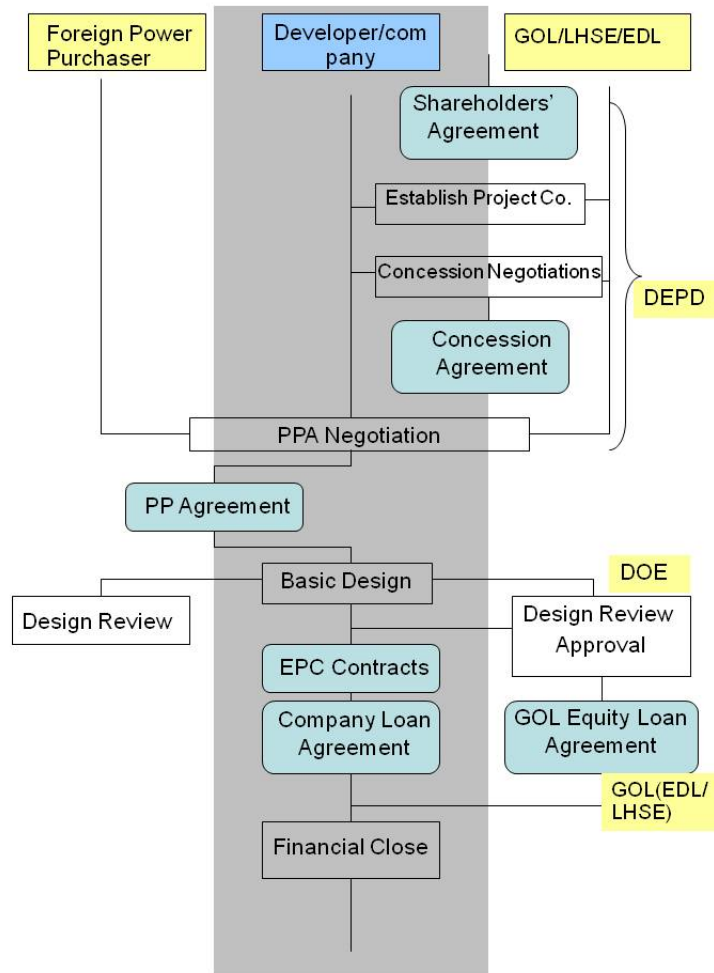 Foreign Power
Purchaser
Developer/com
pany
GOL/LHSE/EDL
Shareholders'
Agreement
Establish Project Co.
Concession Negotiations
DEPD
Concession
Agreement
PPA Negotiation
PP Agreement
Basic Design
DOE
Design Review
Design Review
Approval
EPC Contracts
Company Loan
Agreement
GOL Equity Loan
Agreement
GOL(EDL/
LHSE)
Financial Close